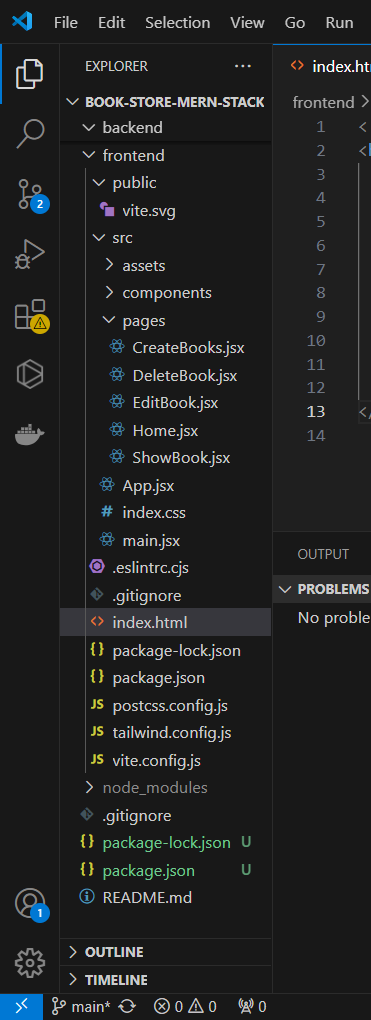 File Edit Selection View Go Run
EXPLORER
index.ht
BOOK-STORE-MERN-STACK
frontend
backend
frontend
public
vite.svg
src
assets
components
pages
CreateBooks.jsx
DeleteBook.jsx
EditBook.jsx
Home.jsx
ShowBook.jsx
App.jsx
# index.css
main.jsx
.eslintrc.cjs
.gitignore
<> index.html
{} package-lock.json
{} package.json
JS postcss.config.js
JS tailwind.config.js
JS vite.config.js
node_modules
.gitignore
{} package-lock.json U
{} package.json U
README.md
OUTLINE
TIMELINE
1 <
2 <
3
4
5
6
7
8
9
10
11
12
13 </
14
OUTPUT
PROBLEMS
No proble
2
1
main* 0 0 0